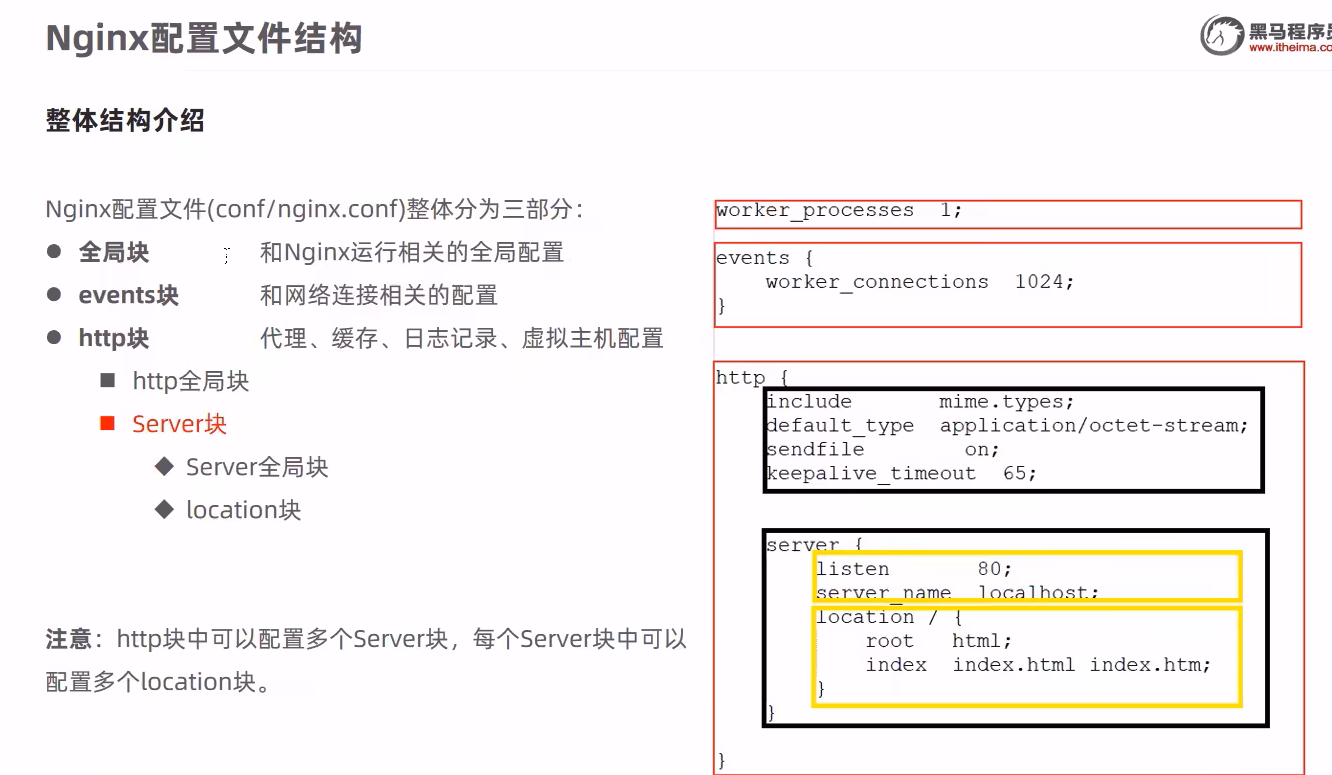 Nginx配置文件结构
黑马程序员
www.itheima.co
整体结构介绍
Nginx配置文件(conf/nginx.conf)整体分为三部分：
● 全局块 和Nginx运行相关的全局配置
● events块 和网络连接相关的配置
● http块 代理、缓存、日志记录、虚拟主机配置
■ http全局块
■ Server块
◆ Server全局块
◆ location块
注意：http块中可以配置多个Server块，每个Server块中可以
配置多个location块。
worker_processes  1;
events {
    worker_connections  1024;
}
http {
    include       mime.types;
    default_type  application/octet-stream;
    sendfile        on;
    keepalive_timeout  65;
    server {
        listen       80;
        server_name  localhost;
        location / {
            root   html;
            index  index.html index.htm;
        }
    }
}